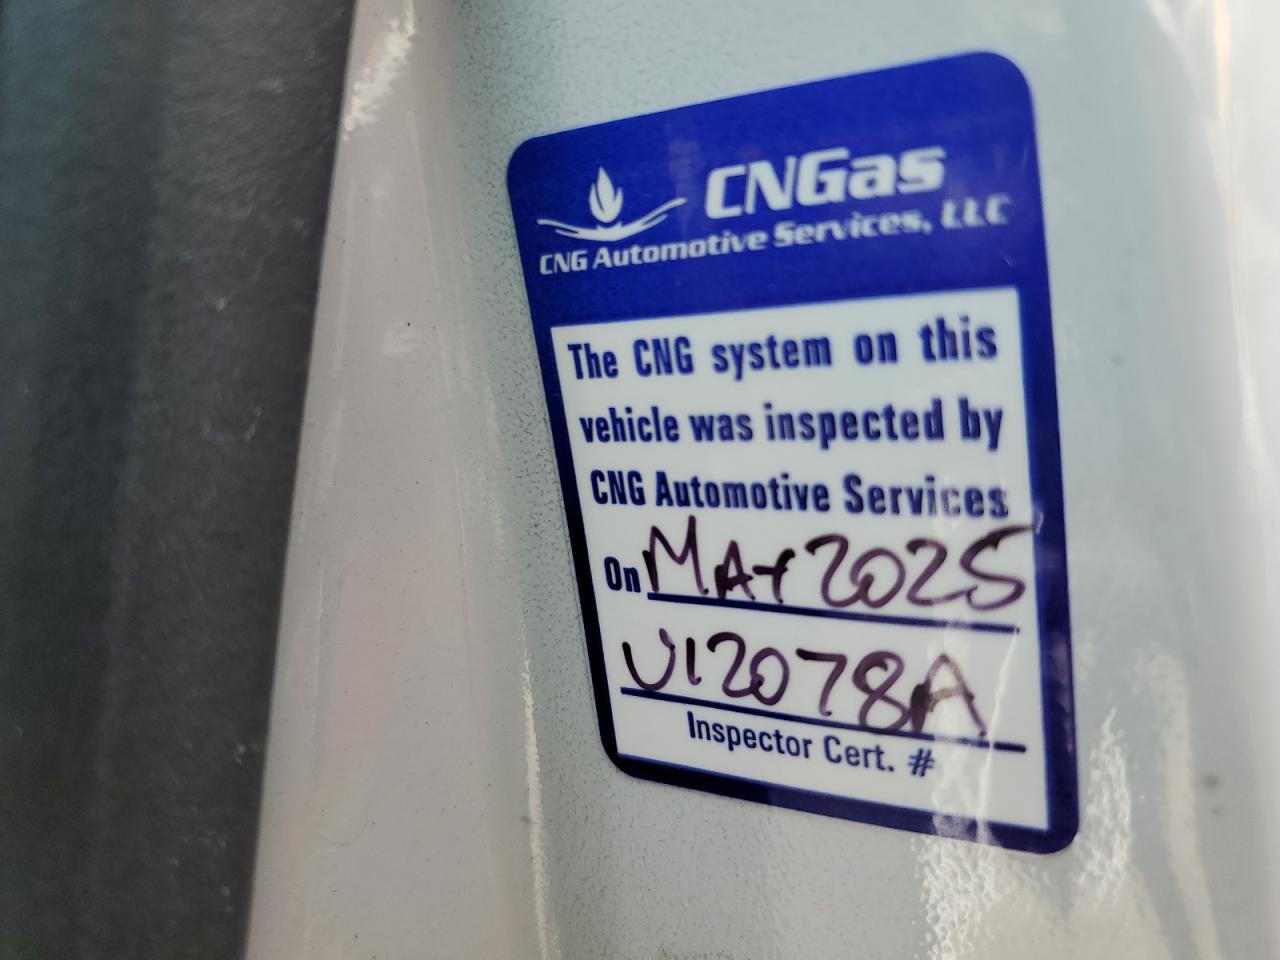 CNGas
CNG Automotive Services, LLC
The CNG system on this
vehicle was inspected by
CNG Automotive Services
On MAY 2025
U12078A
Inspector Cert. #